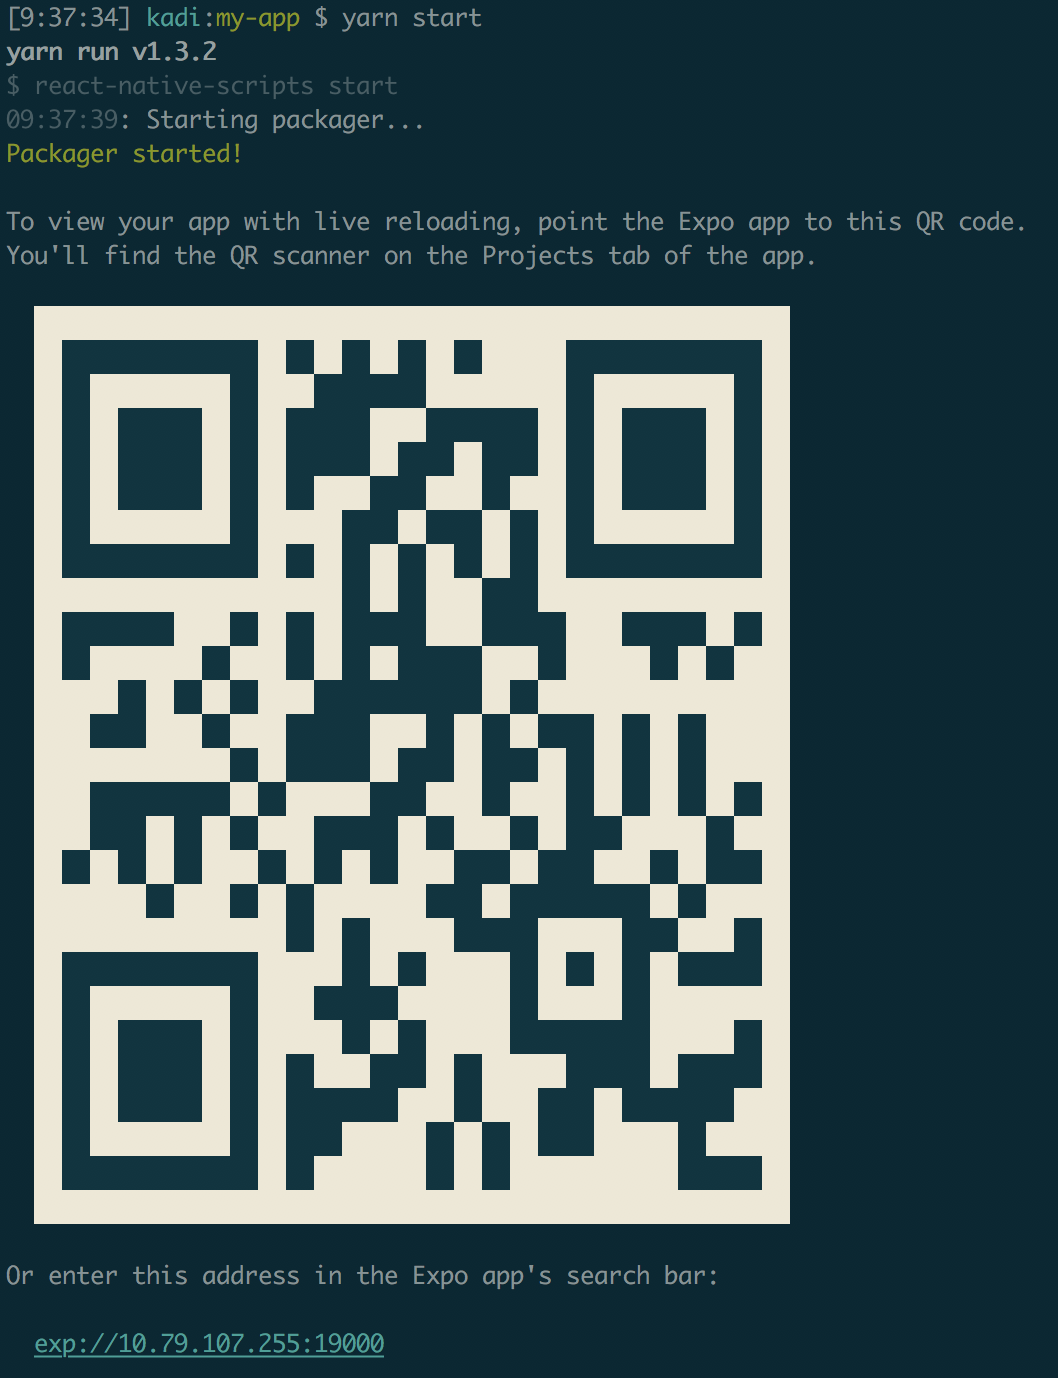 [9:37:34] kadi:my-app $ yarn start
yarn run v1.3.2
$ react-native-scripts start
09:37:39: Starting packager...
Packager started!
To view your app with live reloading, point the Expo app to this QR code.
You'll find the QR scanner on the Projects tab of the app.
Or enter this address in the Expo app's search bar:
exp://10.79.107.255:19000